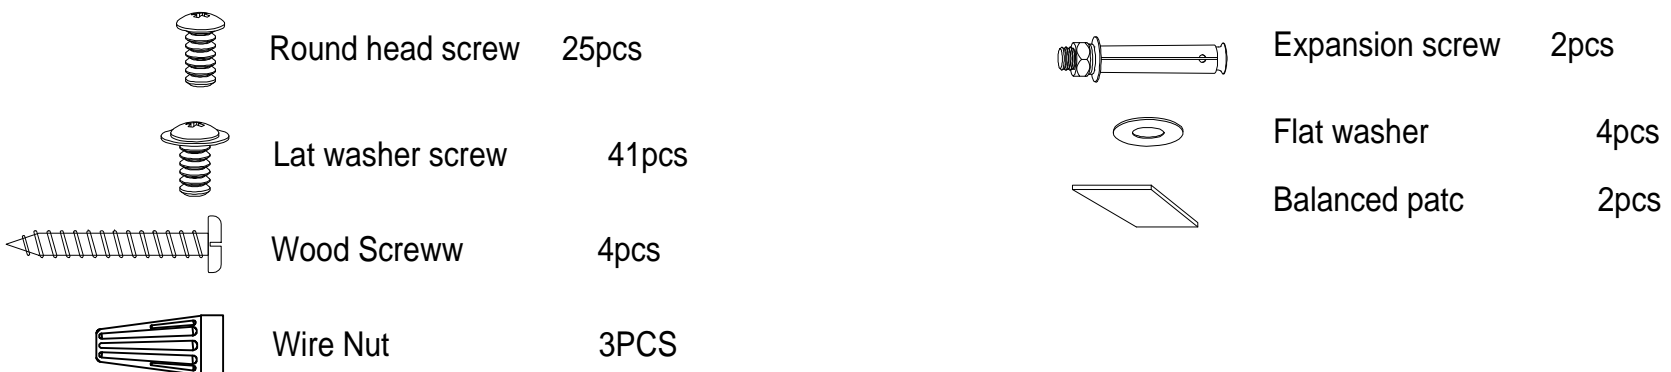 Round head screw 25pcs
Lat washer screw 41pcs
Wood Screww 4pcs
Wire Nut 3PCS
Expansion screw 2pcs
Flat washer 4pcs
Balanced patc 2pcs